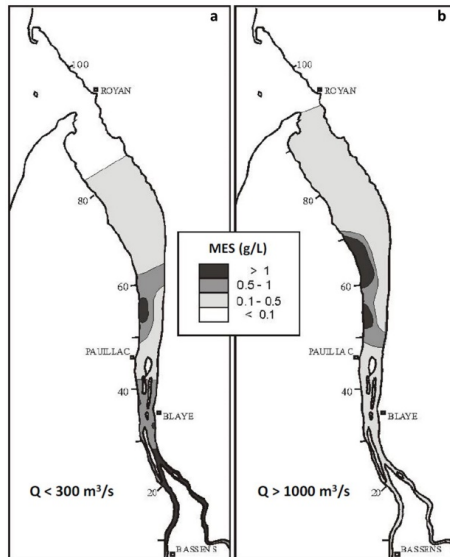 a
100
ROYAN
80
60
PAUILLAC
40
BLAYE
20
Q < 300 m³/s
BASSENS
MES (g/L)
> 1
0.5 - 1
0.1 - 0.5
< 0.1
b
100
ROYAN
80
60
PAUILLAC
40
BLAYE
20
Q > 1000 m³/s
BASSENS